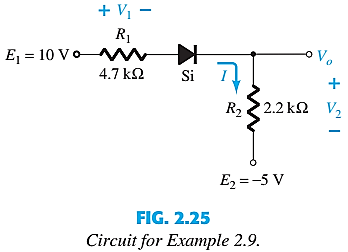 + V₁ −
R₁
E₁ = 10 V
4.7 kΩ
Si
I
Vₒ
+
R₂
2.2 kΩ
V₂
−
E₂ = −5 V
FIG. 2.25
Circuit for Example 2.9.